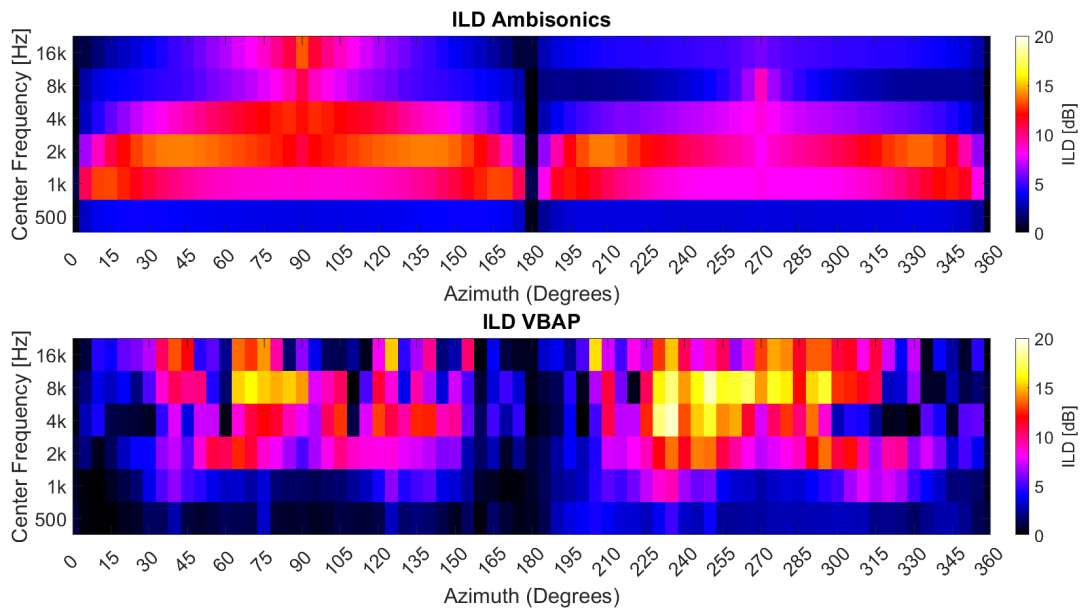 ILD Ambisonics
Center Frequency [Hz]
16k
8k
4k
2k
1k
500
0 15 30 45 60 75 90 105 120 135 150 165 180 195 210 225 240 255 270 285 300 315 330 345 360
Azimuth (Degrees)
20
15
10
5
0
ILD [dB]
ILD VBAP
Center Frequency [Hz]
16k
8k
4k
2k
1k
500
0 15 30 45 60 75 90 105 120 135 150 165 180 195 210 225 240 255 270 285 300 315 330 345 360
Azimuth (Degrees)
20
15
10
5
0
ILD [dB]